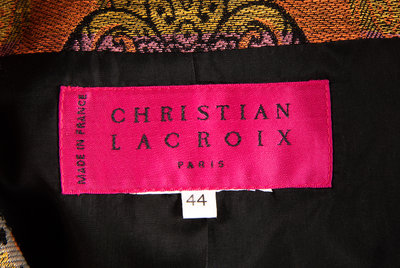 MADE IN FRANCE
CHRISTIAN
LACROIX
PARIS
44